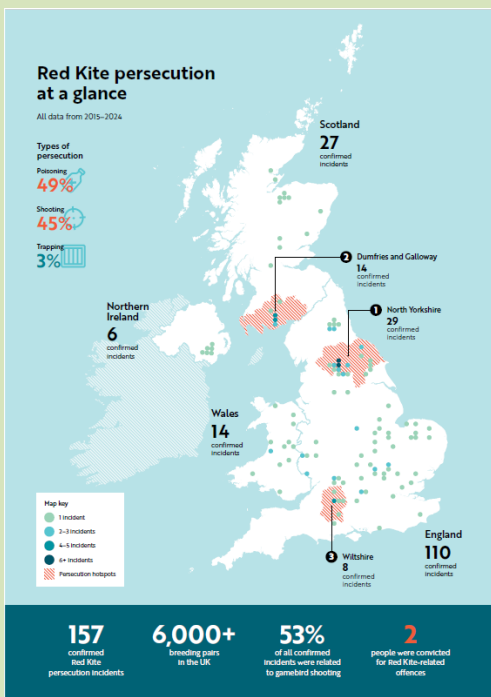 Red Kite persecution
at a glance
All data from 2015–2024
Types of
persecution
Poisoning
49%
Shooting
45%
Trapping
3%
Scotland
27
confirmed
incidents
2 Dumfries and Galloway
14
confirmed
incidents
1 North Yorkshire
29
confirmed
incidents
Northern
Ireland
6
confirmed
incidents
Wales
14
confirmed
incidents
Map key
1 incident
2–3 incidents
4–5 incidents
6+ incidents
Persecution hotspots
3 Wiltshire
8
confirmed
incidents
England
110
confirmed
incidents
157
confirmed
Red Kite
persecution incidents
6,000+
breeding pairs
in the UK
53%
of all confirmed
incidents were related
to gamebird shooting
2
people were convicted
for Red Kite-related
offences